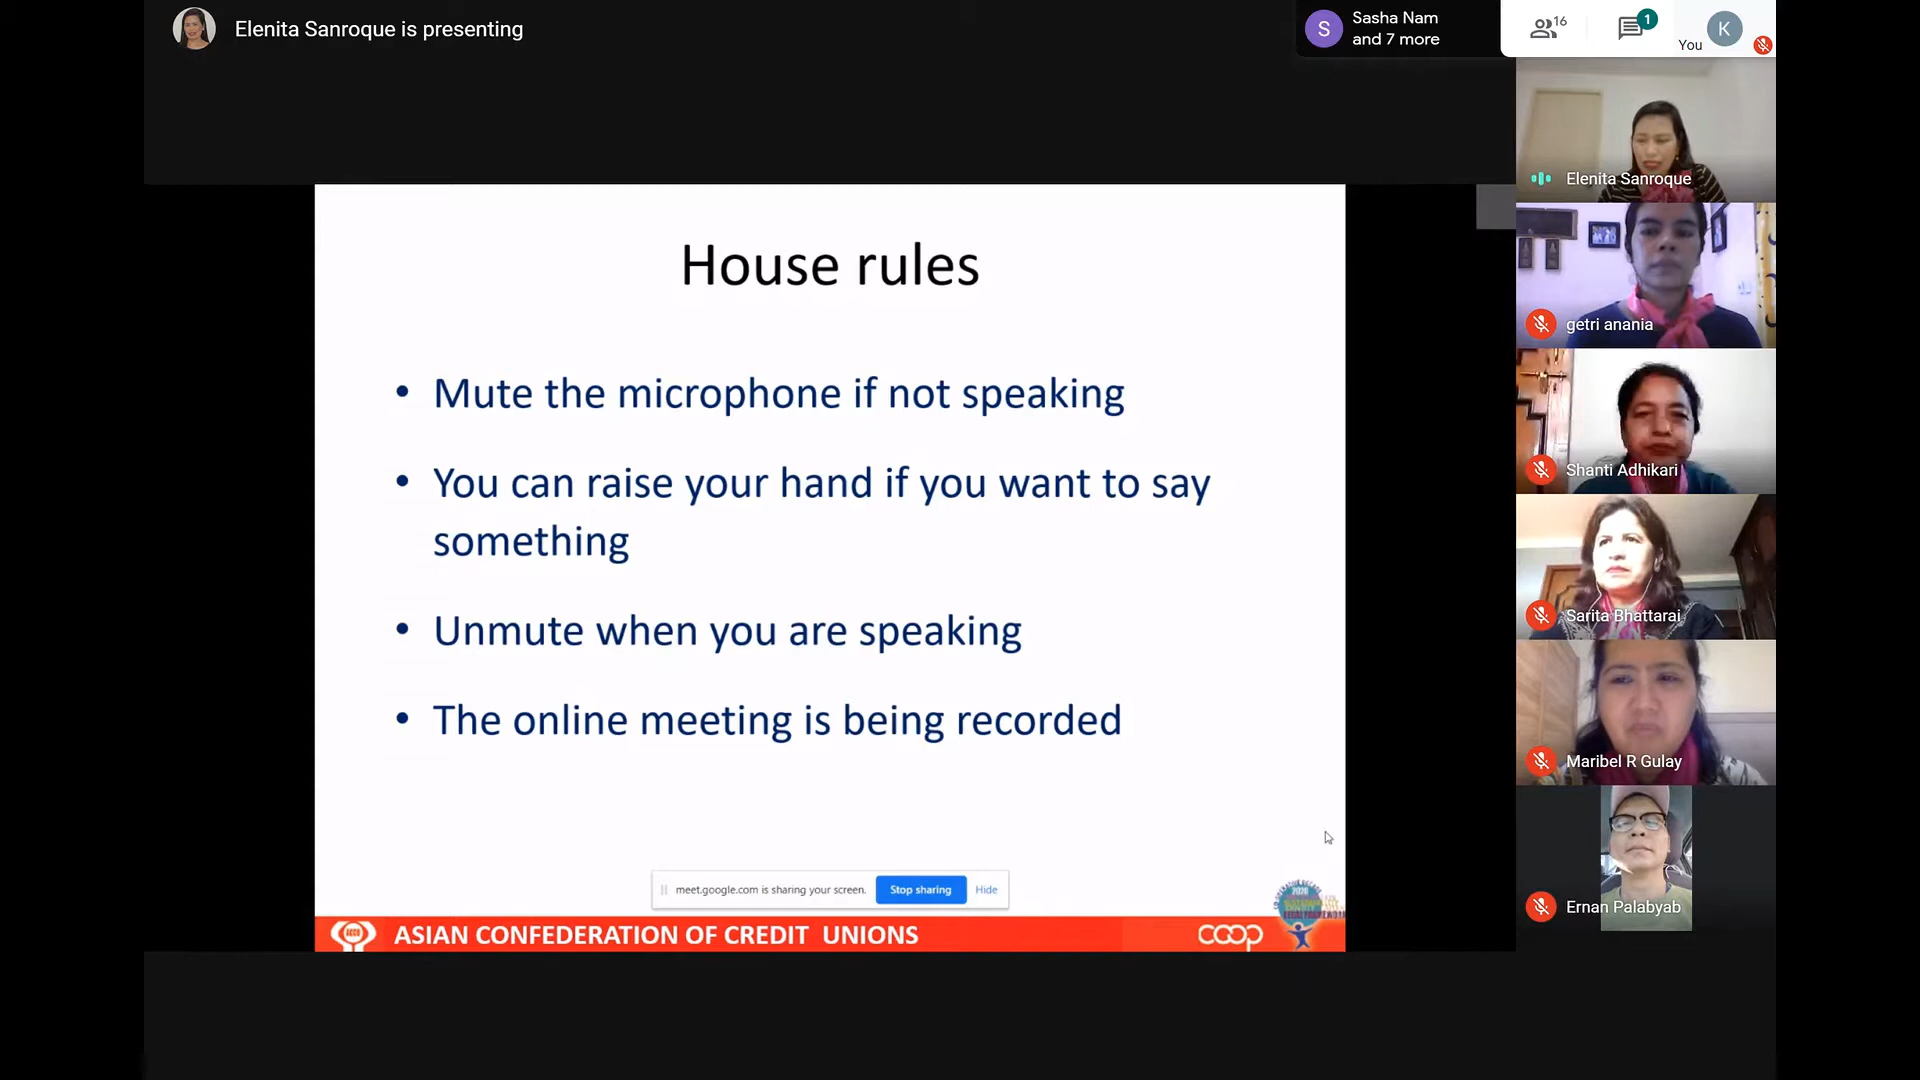 Elenita Sanroque is presenting
S
Sasha Nam
and 7 more
16
1
You
K
Elenita Sanroque
getri anania
Shanti Adhikari
Sarita Bhattarai
Maribel R Gulay
Ernan Palabyab
House rules
• Mute the microphone if not speaking
• You can raise your hand if you want to say
something
• Unmute when you are speaking
• The online meeting is being recorded
meet.google.com is sharing your screen.
Stop sharing
Hide
2020
ACCU
ASIAN CONFEDERATION OF CREDIT UNIONS
coop